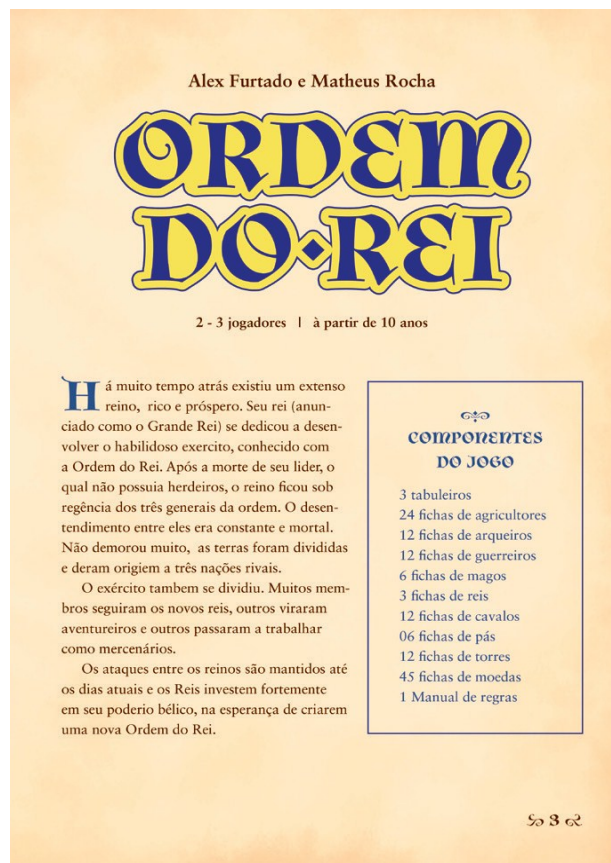 Alex Furtado e Matheus Rocha
ORDEM
DO REI
2 - 3 jogadores | à partir de 10 anos
Há muito tempo atrás existiu um extenso
reino, rico e próspero. Seu rei (anun-
ciado como o Grande Rei) se dedicou a desen-
volver o habilidoso exercito, conhecido com
a Ordem do Rei. Após a morte de seu lider, o
qual não possuia herdeiros, o reino ficou sob
regência dos três generais da ordem. O desen-
tendimento entre eles era constante e mortal.
Não demorou muito, as terras foram divididas
e deram origiem a três nações rivais.
O exército tambem se dividiu. Muitos mem-
bros seguiram os novos reis, outros viraram
aventureiros e outros passaram a trabalhar
como mercenários.
Os ataques entre os reinos são mantidos até
os dias atuais e os Reis investem fortemente
em seu poderio bélico, na esperança de criarem
uma nova Ordem do Rei.
COMPONENTES
DO JOGO
3 tabuleiros
24 fichas de agricultores
12 fichas de arqueiros
12 fichas de guerreiros
6 fichas de magos
3 fichas de reis
12 fichas de cavalos
06 fichas de pás
12 fichas de torres
45 fichas de moedas
1 Manual de regras
3